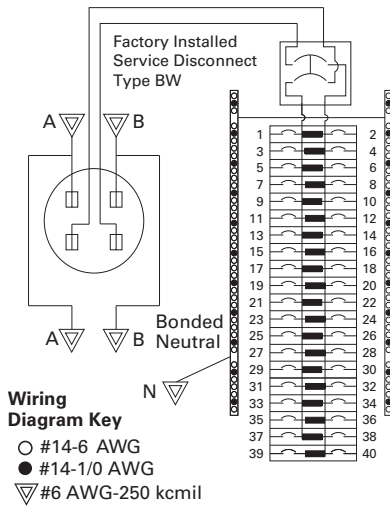 Factory Installed
Service Disconnect
Type BW
A B
1 2
3 4
5 6
7 8
9 10
11 12
13 14
15 16
17 18
19 20
21 22
23 24
25 26
27 28
29 30
31 32
33 34
35 36
37 38
39 40
A B
Bonded
Neutral
N
Wiring
Diagram Key
#14-6 AWG
#14-1/0 AWG
#6 AWG-250 kcmil